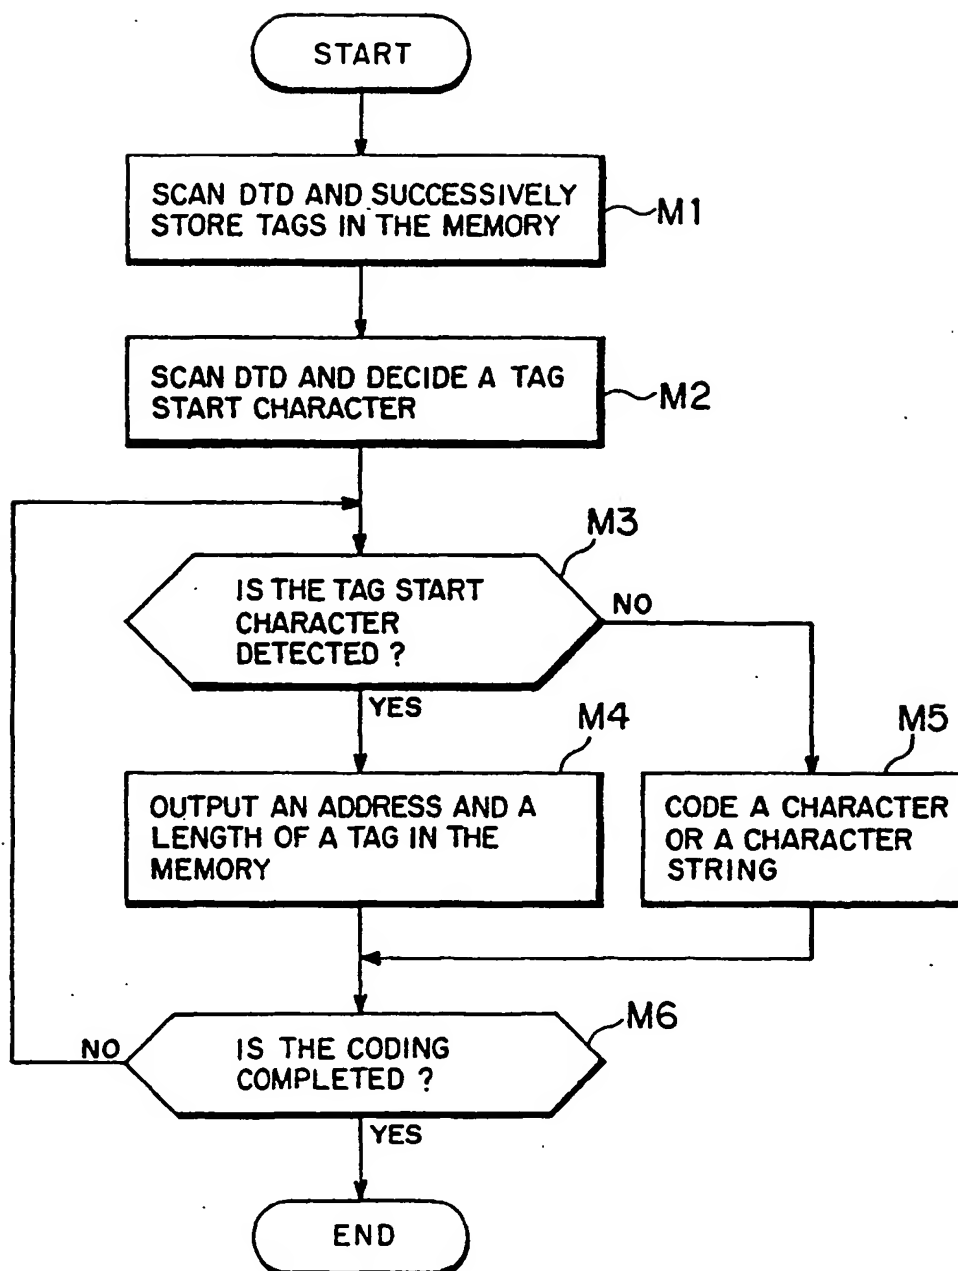 START
SCAN DTD AND SUCCESSIVELY
STORE TAGS IN THE MEMORY
M1
SCAN DTD AND DECIDE A TAG
START CHARACTER
M2
M3
IS THE TAG START
CHARACTER
DETECTED ?
NO
YES
M4
M5
OUTPUT AN ADDRESS AND A
LENGTH OF A TAG IN THE
MEMORY
CODE A CHARACTER
OR A CHARACTER
STRING
M6
NO
IS THE CODING
COMPLETED ?
YES
END